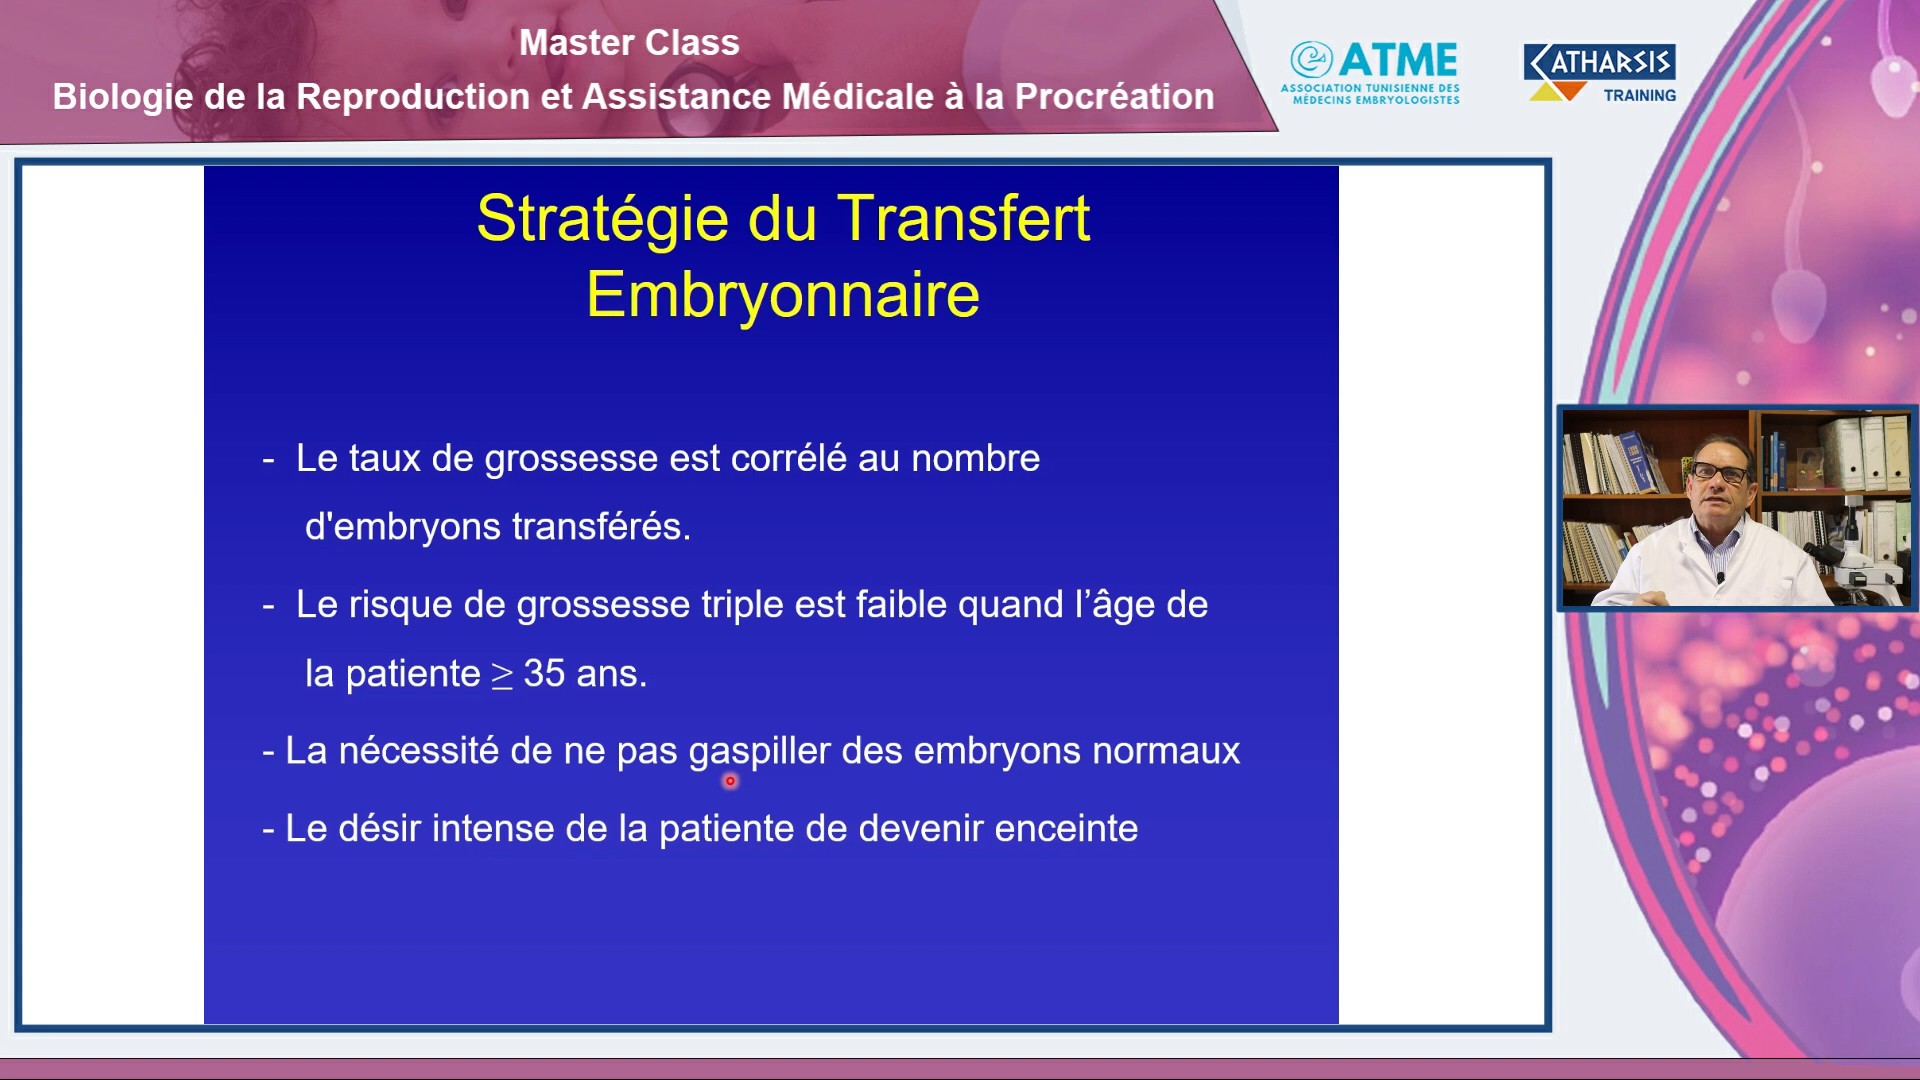 Master Class
Biologie de la Reproduction et Assistance Médicale à la Procréation
ATME
ASSOCIATION TUNISIENNE DES
MÉDECINS EMBRYOLOGISTES
KATHARSIS
TRAINING
Stratégie du Transfert
Embryonnaire
- Le taux de grossesse est corrélé au nombre
d'embryons transférés.
- Le risque de grossesse triple est faible quand l’âge de
la patiente ≥ 35 ans.
- La nécessité de ne pas gaspiller des embryons normaux
- Le désir intense de la patiente de devenir enceinte